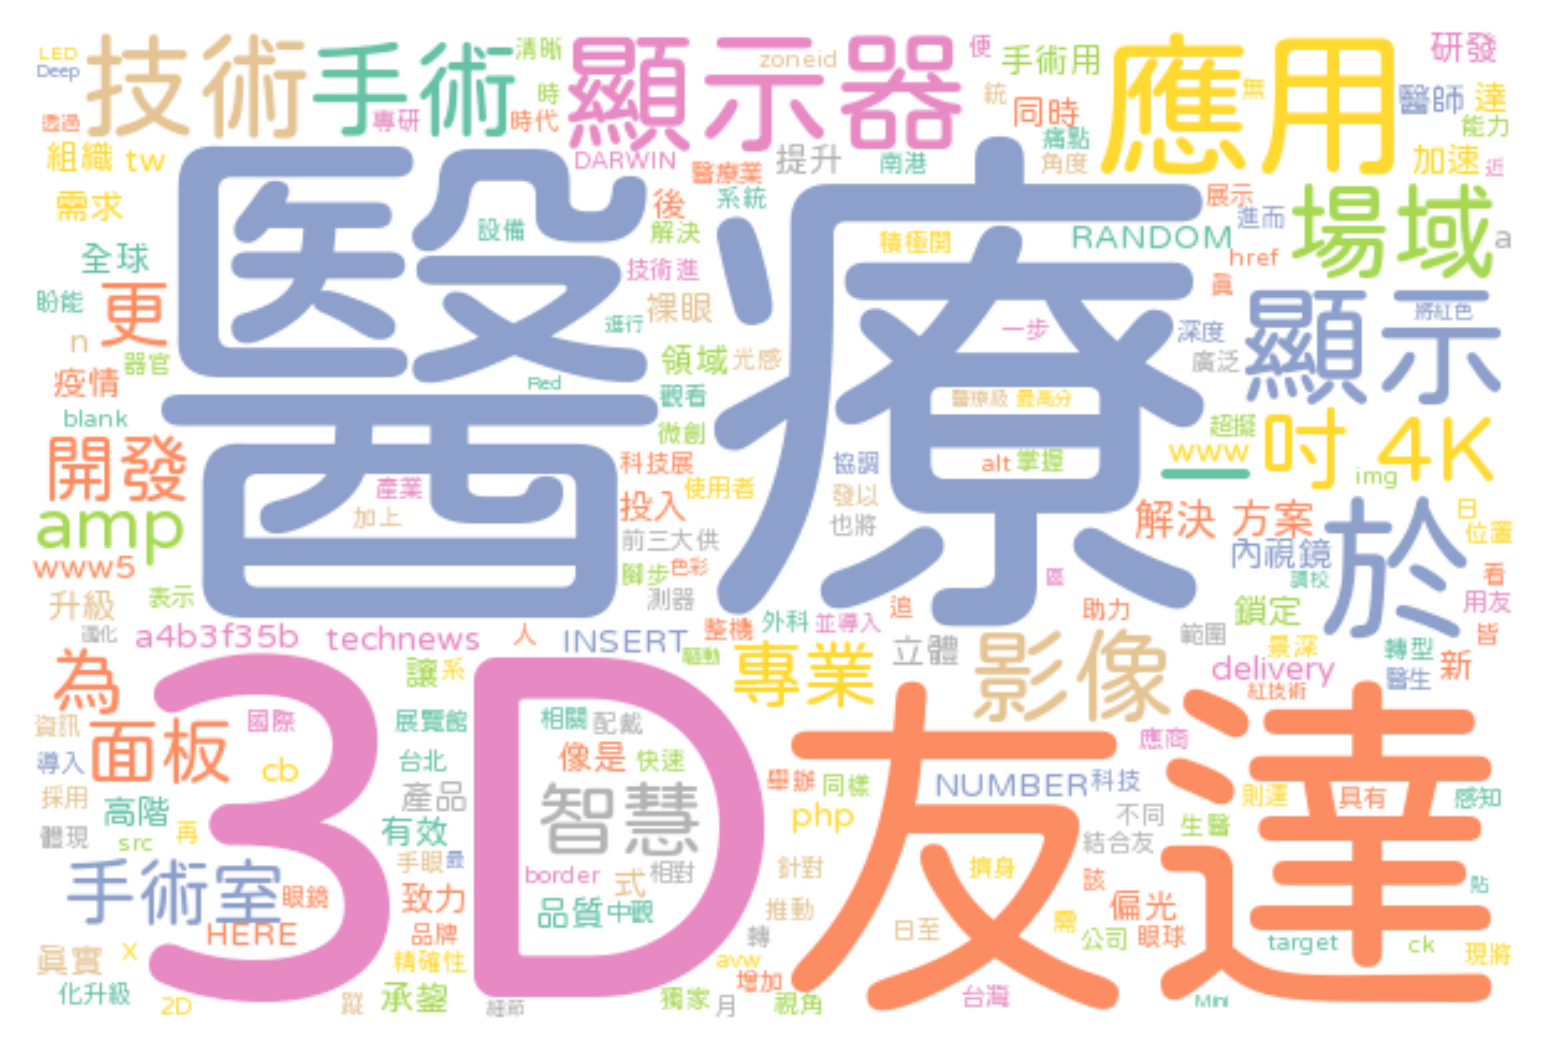 LED
Deep
技術
手術
清晰
顯示器
zoneid
便
手術用
應用
無
研發
透過
專研
時
時代
統
同時
醫師
達
能力
組織
tw
DARWIN
醫療業
提升
南港
痛點
角度
加速
近
需求
醫療
設備
後
系統
解決
積極開
RANDOM
展示
進而
場域
a
全球
技術進
href
眞
盼能
更
進行
裸眼
一步
深度
顯示
將紅色
n
器官
領域
光感
廣泛
疫情
Red
觀看
醫療級
最高分
blank
微創
超擬
吋
4K
開發
科技展
協調
alt
掌握
www
img
產業
使用者
amp
加上
投入
發以
也將
解決
方案
於
日
位置
前三大供
內視鏡
www5
腳步
色彩
區
看
升級
表示
測器
追
助力
鎖定
用友
a4b3f35b
technews
人
INSERT
整機
外科
並導入
範圍
皆
為
讓
系
驅動
專業
立體
影像
景深
轉型
新
delivery
醫生
紅技術
資訊
面板
國際
3D
展覽館
相關
配戴
友達
應商
導入
cb
台北
像是
快速
採用
高階
產品
智慧
舉辦
同樣
NUMBER
科技
則運
具有
感知
體現
src
再
有效
php
不同
生醫
結合友
手術室
眼鏡
手眼
最
border
式
相對
針對
擠身
該
貼
HERE
致力
品質
中觀
推動
偏光
品牌
轉
日至
需
公司
眼球
target
ck
現將
眞實
x
精確性
avw
增加
化升級
2D
蹤
承鋆
細節
獨家
月
視角
台灣
Mini